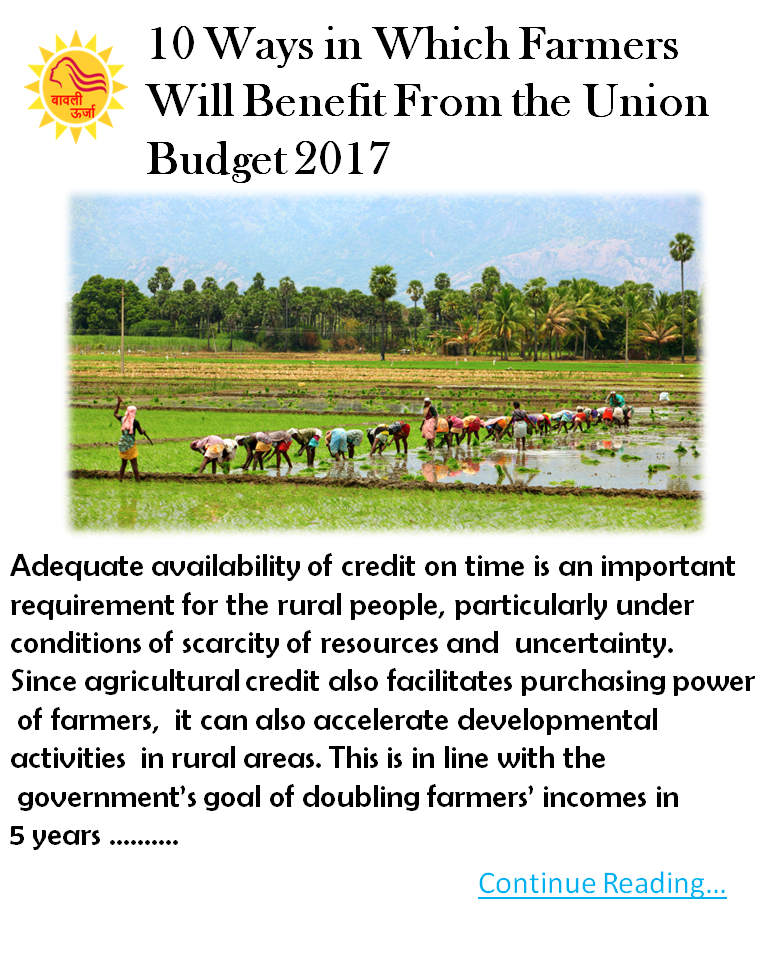 10 Ways in Which Farmers
Will Benefit From the Union
Budget 2017
बावली
ऊर्जा
Adequate availability of credit on time is an important
requirement for the rural people, particularly under
conditions of scarcity of resources and uncertainty.
Since agricultural credit also facilitates purchasing power
of farmers, it can also accelerate developmental
activities in rural areas. This is in line with the
government’s goal of doubling farmers’ incomes in
5 years ..........
Continue Reading...